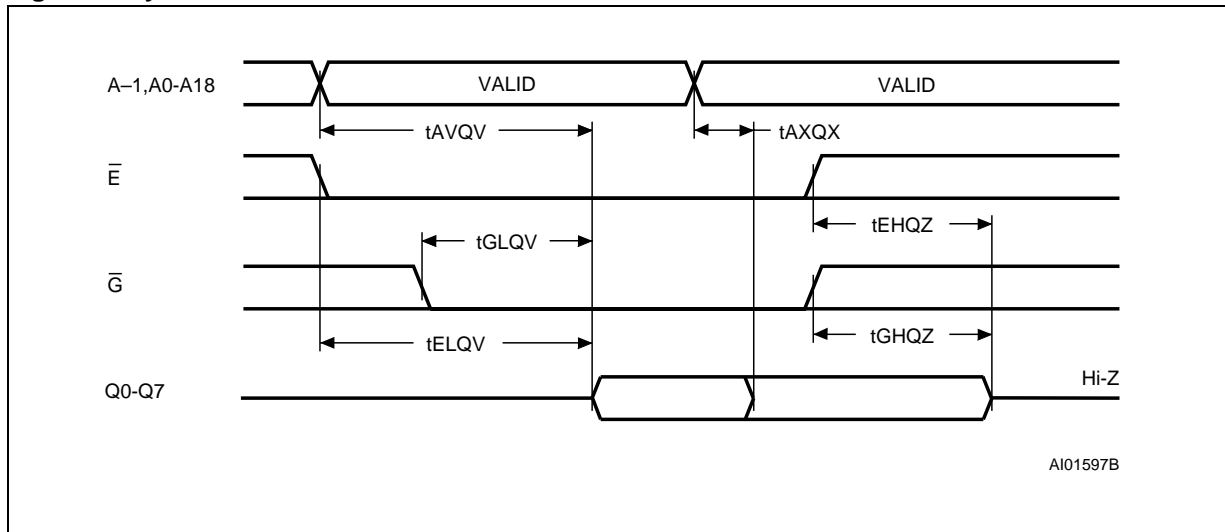 A–1,A0-A18 VALID VALID
tAVQV tAXQX
E̅
tEHQZ
tGLQV
G̅
tGHQZ
tELQV
Hi-Z
Q0-Q7
AI01597B